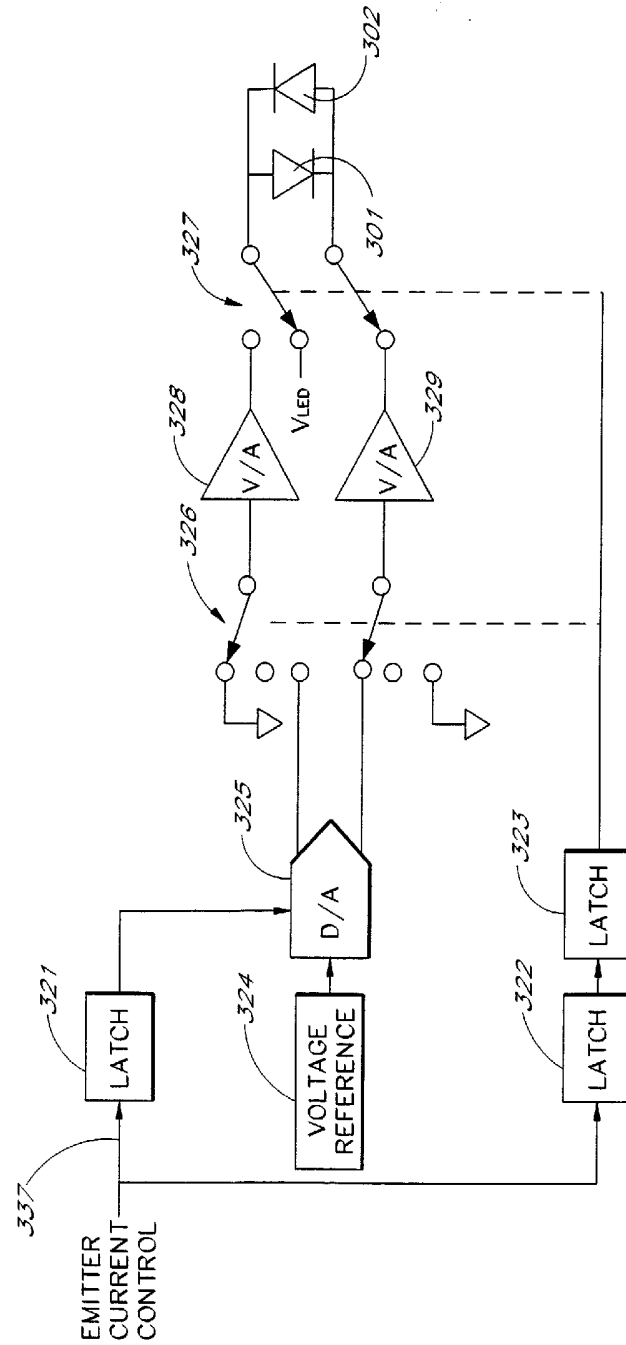 EMITTER
CURRENT
CONTROL
337
321
LATCH
324
VOLTAGE
REFERENCE
325
D/A
322
LATCH
323
LATCH
326
328
V/A
329
V/A
327
VLED
301
302